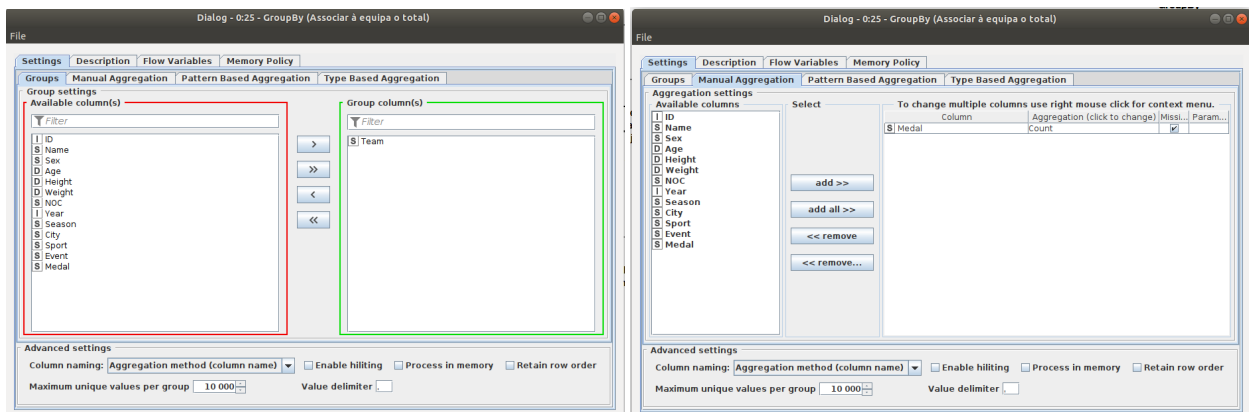 Dialog - 0:25 - GroupBy (Associar à equipa o total)
File
Settings Description Flow Variables Memory Policy
Groups Manual Aggregation Pattern Based Aggregation Type Based Aggregation
Group settings
Available column(s)
Filter
I ID
S Name
S Sex
D Age
D Height
D Weight
S NOC
I Year
S Season
S City
S Sport
S Event
S Medal
>
>>
<
<<
Group column(s)
Filter
S Team
Advanced settings
Column naming: Aggregation method (column name) Enable hiliting Process in memory Retain row order
Maximum unique values per group 10 000 Value delimiter ,
Dialog - 0:25 - GroupBy (Associar à equipa o total)
File
Settings Description Flow Variables Memory Policy
Groups Manual Aggregation Pattern Based Aggregation Type Based Aggregation
Aggregation settings
Available columns
I ID
S Name
S Sex
D Age
D Height
D Weight
S NOC
I Year
S Season
S City
S Sport
S Event
S Medal
Select
add >>
add all >>
<< remove
<< remove...
To change multiple columns use right mouse click for context menu.
Column Aggregation (click to change) Missi... Param...
S Medal Count
Advanced settings
Column naming: Aggregation method (column name) Enable hiliting Process in memory Retain row order
Maximum unique values per group 10 000 Value delimiter ,